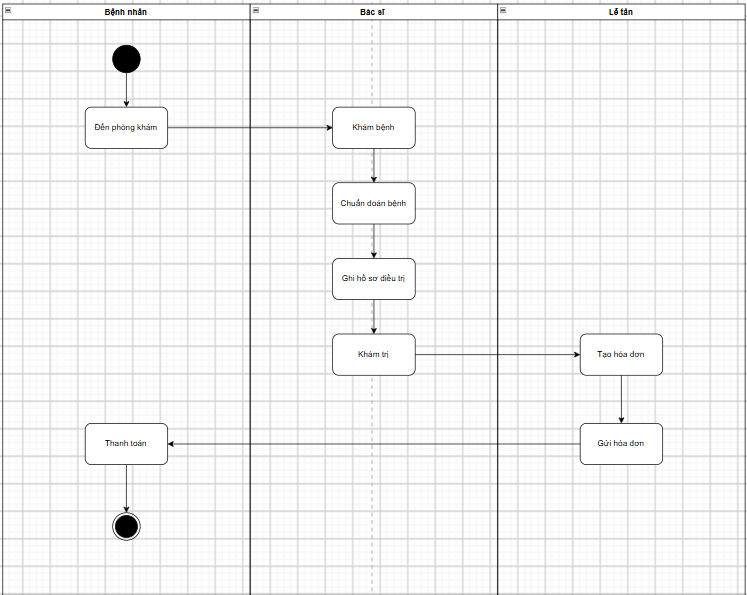 Bệnh nhân
Bác sĩ
Lễ tân
Đến phòng khám
Khám bệnh
Chuẩn doán bệnh
Ghi hồ sơ điều trị
Khám trị
Tạo hóa đơn
Thanh toán
Gửi hóa đơn